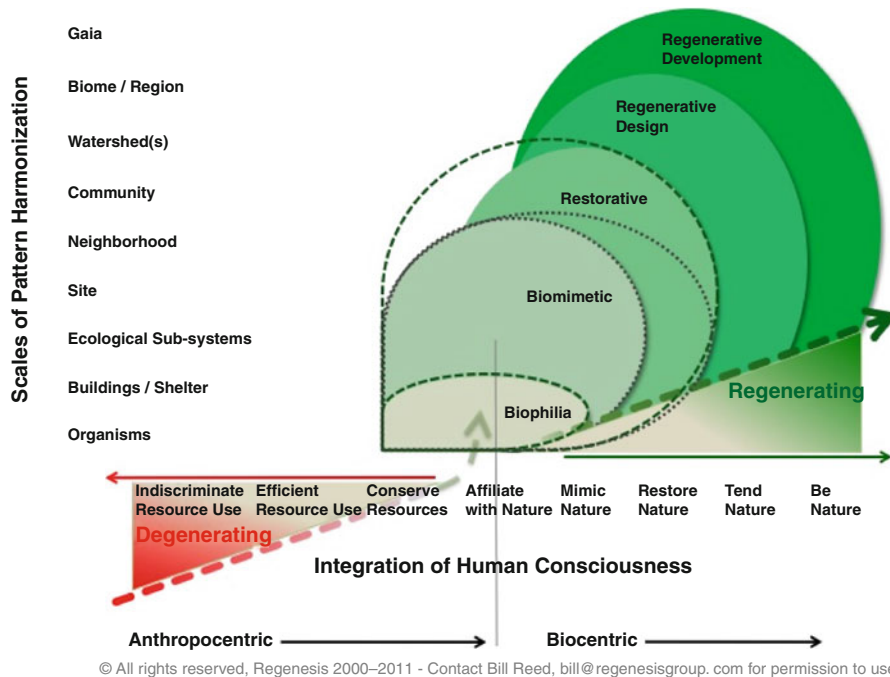 Scales of Pattern Harmonization
Gaia
Biome / Region
Watershed(s)
Community
Neighborhood
Site
Ecological Sub-systems
Buildings / Shelter
Organisms
Regenerative
Development
Regenerative
Design
Restorative
Biomimetic
Biophilia
Regenerating
Indiscriminate
Resource Use
Efficient
Resource Use
Conserve
Resources
Affiliate
with Nature
Mimic
Nature
Restore
Nature
Tend
Nature
Be
Nature
Degenerating
Integration of Human Consciousness
Anthropocentric
Biocentric
© All rights reserved, Regenesis 2000–2011 - Contact Bill Reed, bill@regenesisgroup. com for permission to use